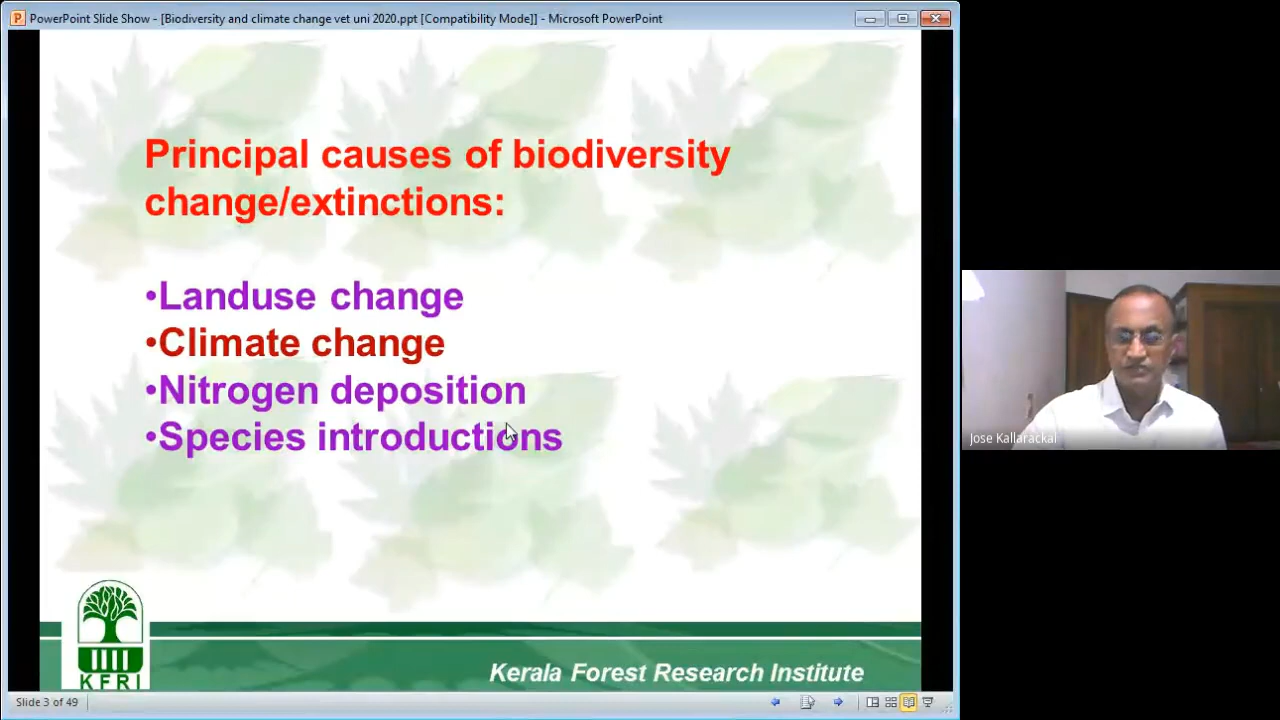 PowerPoint Slide Show - [Biodiversity and climate change vet uni 2020.ppt [Compatibility Mode]] - Microsoft PowerPoint
Principal causes of biodiversity
change/extinctions:
•Landuse change
•Climate change
•Nitrogen deposition
•Species introductions
Jose Kallarackal
KFRI
Kerala Forest Research Institute
Slide 3 of 49